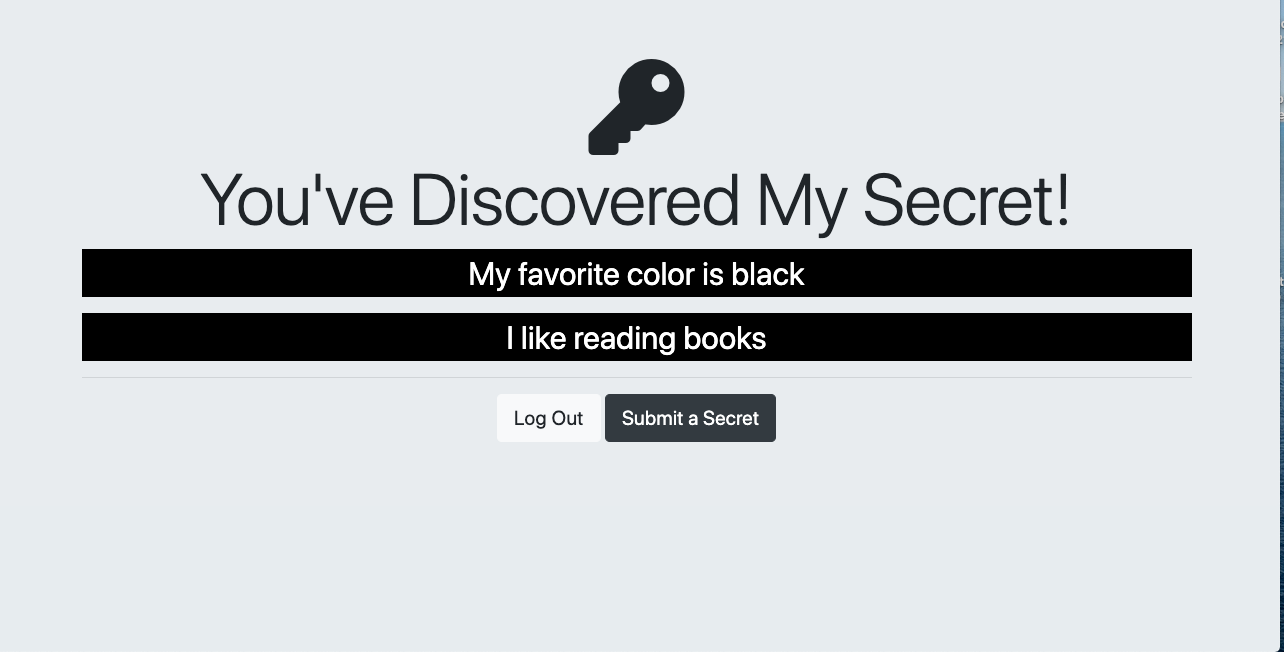 You've Discovered My Secret!
My favorite color is black
I like reading books
Log Out Submit a Secret